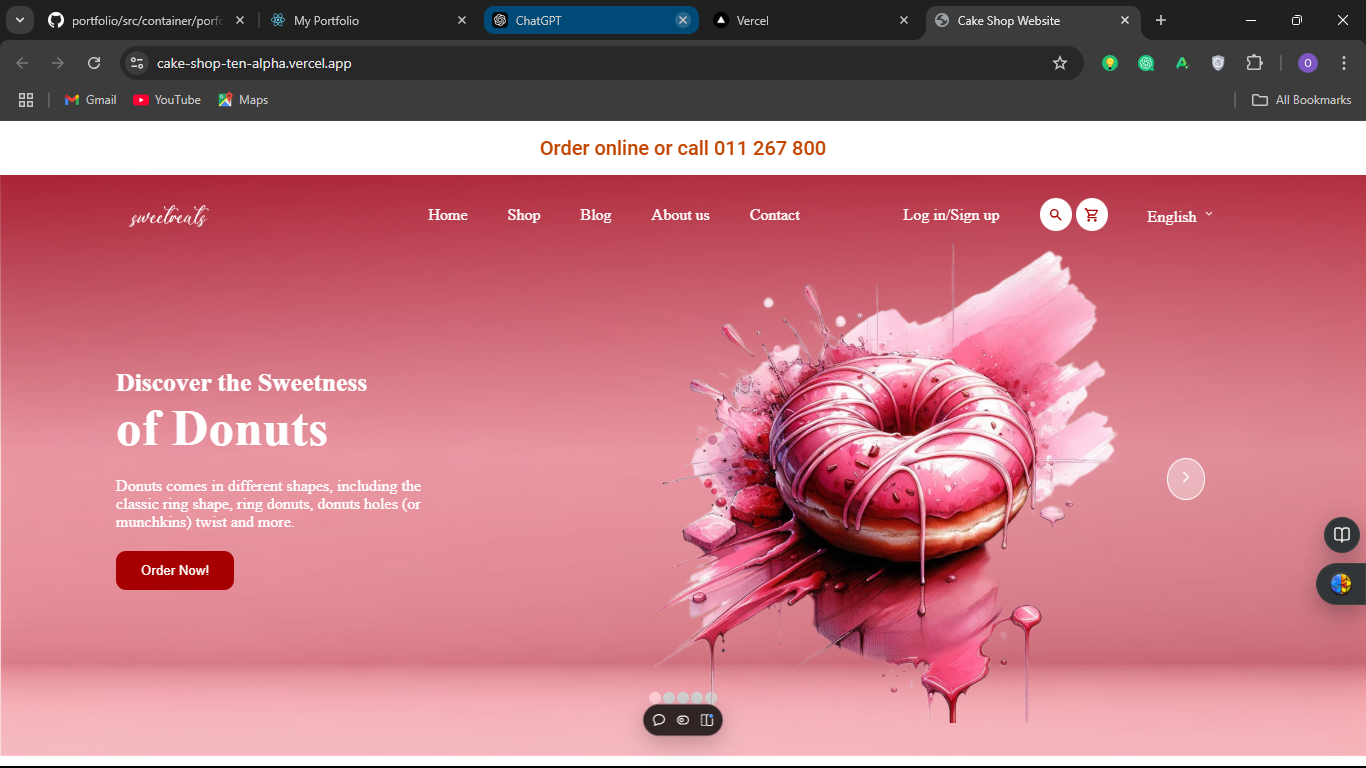 portfolio/src/container/porfo
My Portfolio
ChatGPT
Vercel
Cake Shop Website
cake-shop-ten-alpha.vercel.app
O
Gmail
YouTube
Maps
All Bookmarks
Order online or call 011 267 800
sweetreats
Home
Shop
Blog
About us
Contact
Log in/Sign up
English
Discover the Sweetness
of Donuts
Donuts comes in different shapes, including the
classic ring shape, ring donuts, donuts holes (or
munchkins) twist and more.
Order Now!